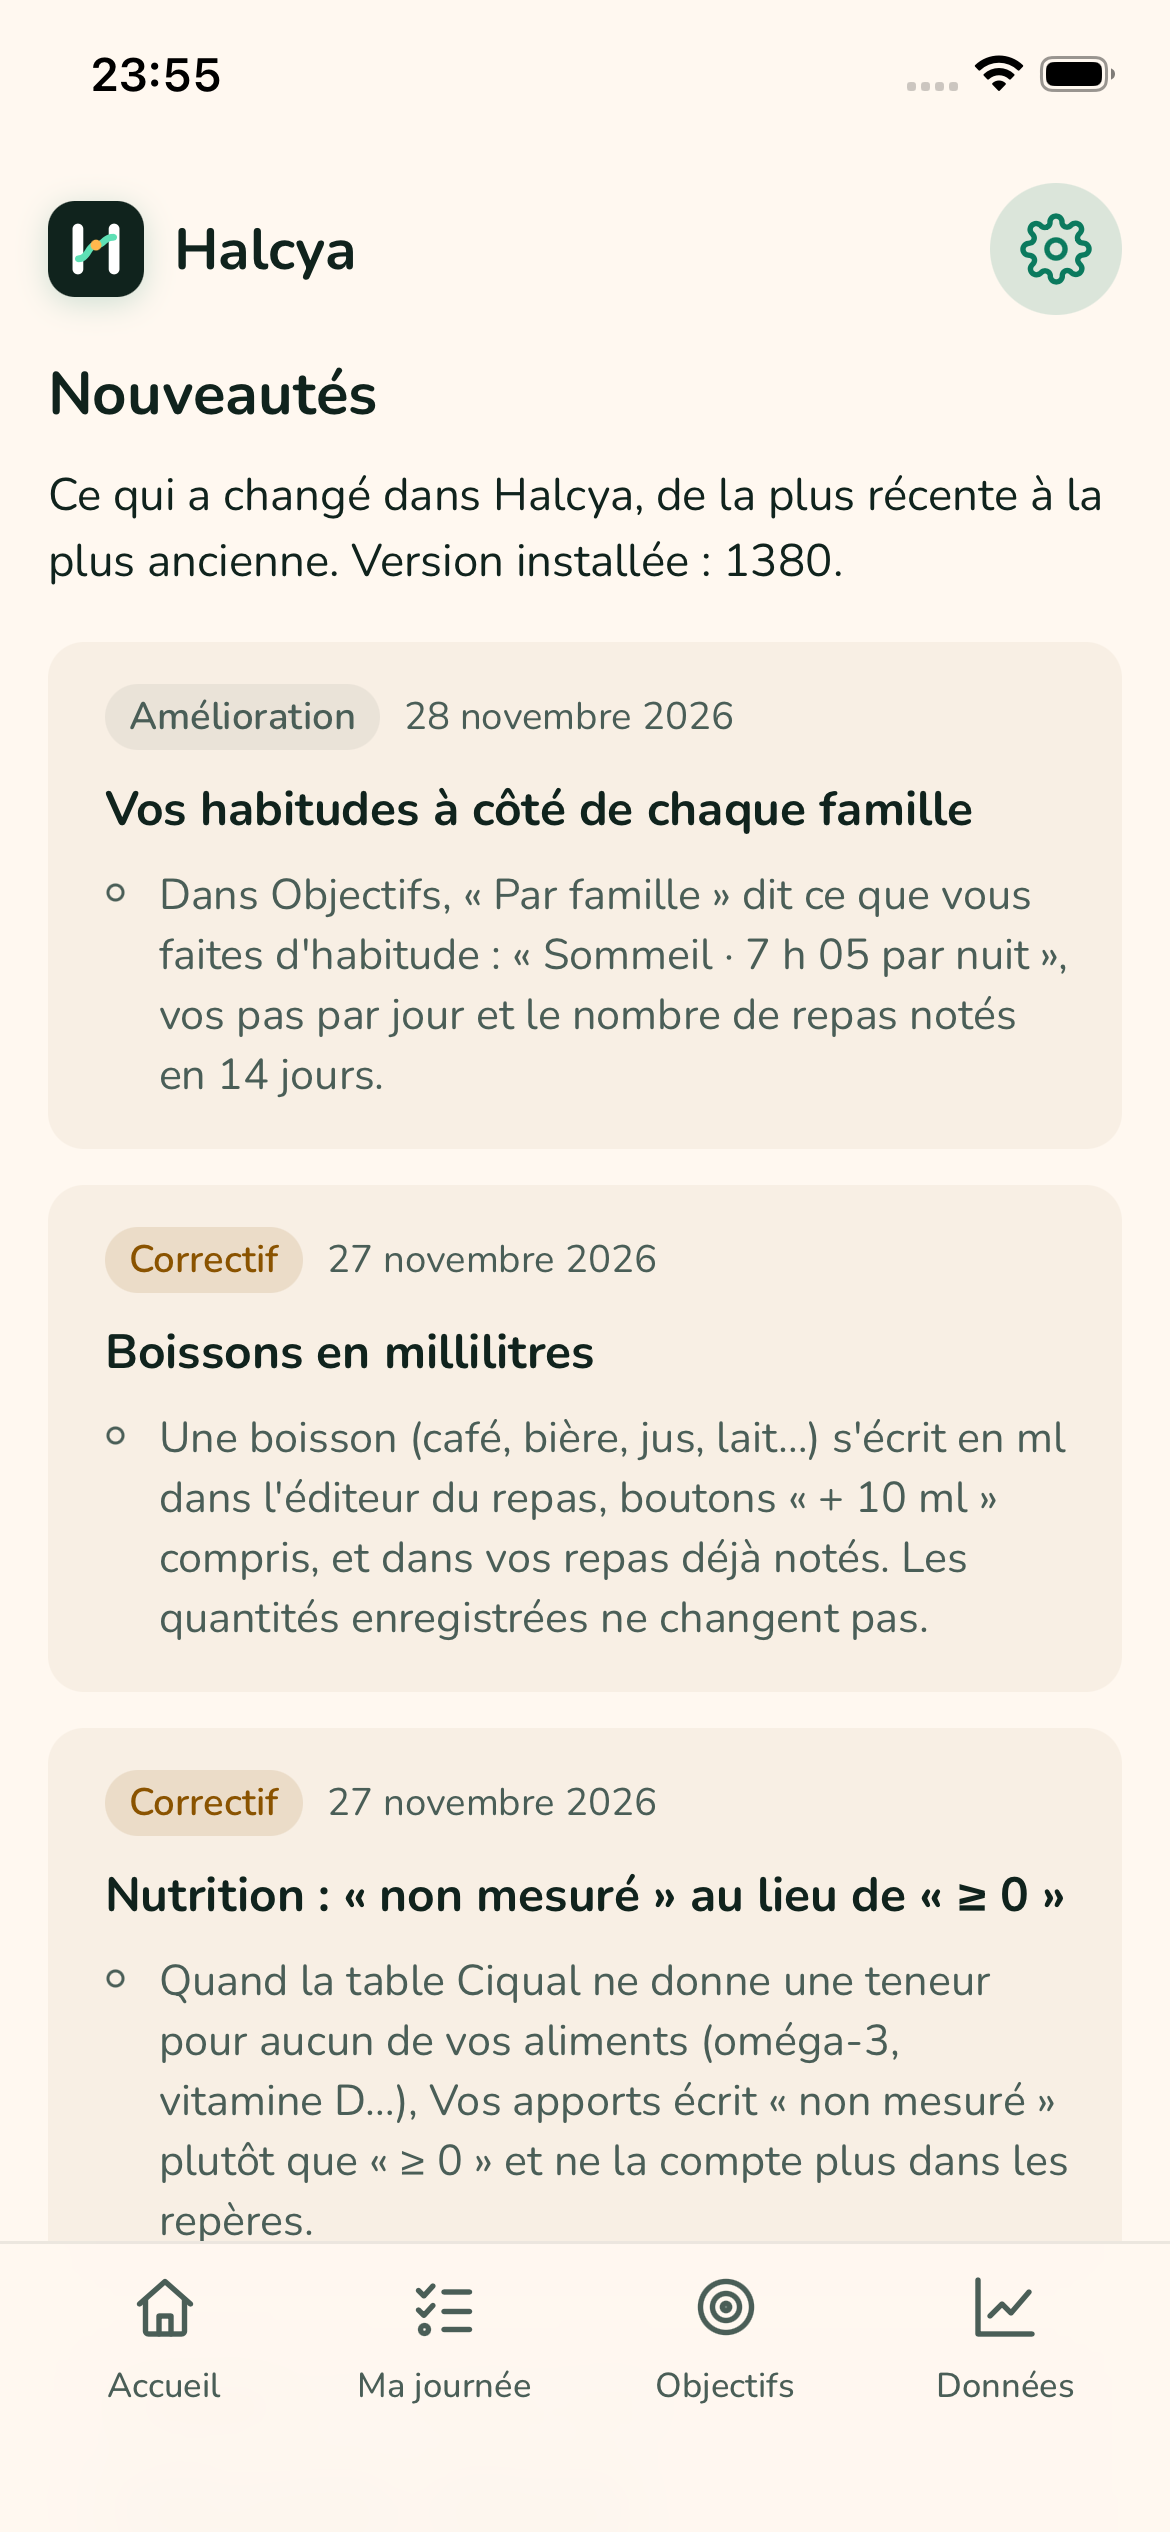 23:55
Halcya
Nouveautés
Ce qui a changé dans Halcya, de la plus récente à la
plus ancienne. Version installée : 1380.
Amélioration 28 novembre 2026
Vos habitudes à côté de chaque famille
Dans Objectifs, « Par famille » dit ce que vous
faites d'habitude : « Sommeil · 7 h 05 par nuit »,
vos pas par jour et le nombre de repas notés
en 14 jours.
Correctif 27 novembre 2026
Boissons en millilitres
Une boisson (café, bière, jus, lait…) s'écrit en ml
dans l'éditeur du repas, boutons « + 10 ml »
compris, et dans vos repas déjà notés. Les
quantités enregistrées ne changent pas.
Correctif 27 novembre 2026
Nutrition : « non mesuré » au lieu de « ≥ 0 »
Quand la table Ciqual ne donne une teneur
pour aucun de vos aliments (oméga-3,
vitamine D…), Vos apports écrit « non mesuré »
plutôt que « ≥ 0 » et ne la compte plus dans les
repères.
Accueil Ma journée Objectifs Données